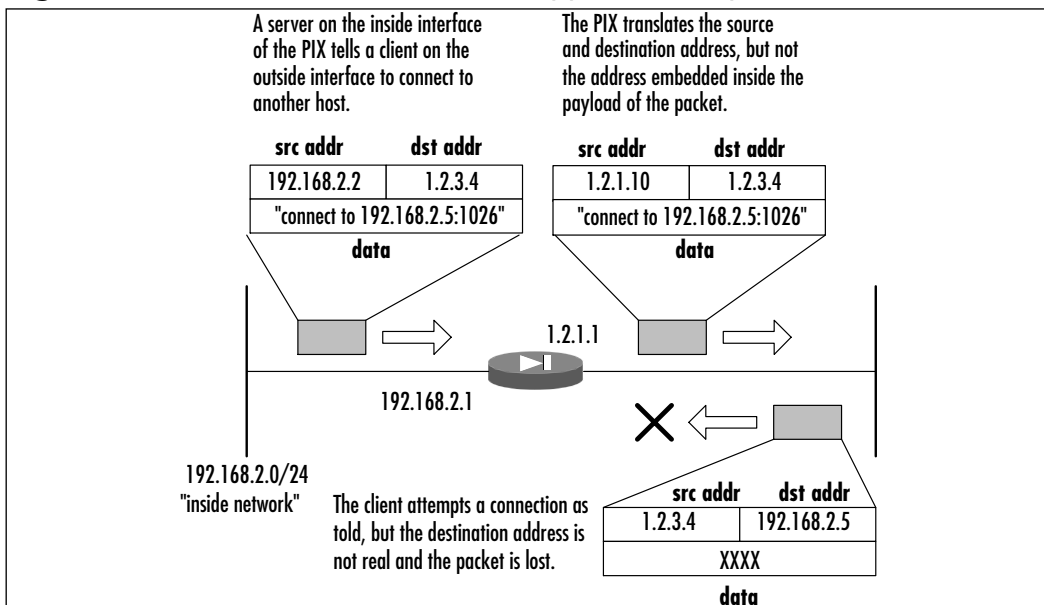 A server on the inside interface
of the PIX tells a client on the
outside interface to connect to
another host.
The PIX translates the source
and destination address, but not
the address embedded inside the
payload of the packet.
src addr dst addr
192.168.2.2 1.2.3.4
"connect to 192.168.2.5:1026"
data
src addr dst addr
1.2.1.10 1.2.3.4
"connect to 192.168.2.5:1026"
data
1.2.1.1
192.168.2.1
192.168.2.0/24
"inside network"
The client attempts a connection as
told, but the destination address is
not real and the packet is lost.
src addr dst addr
1.2.3.4 192.168.2.5
XXXX
data